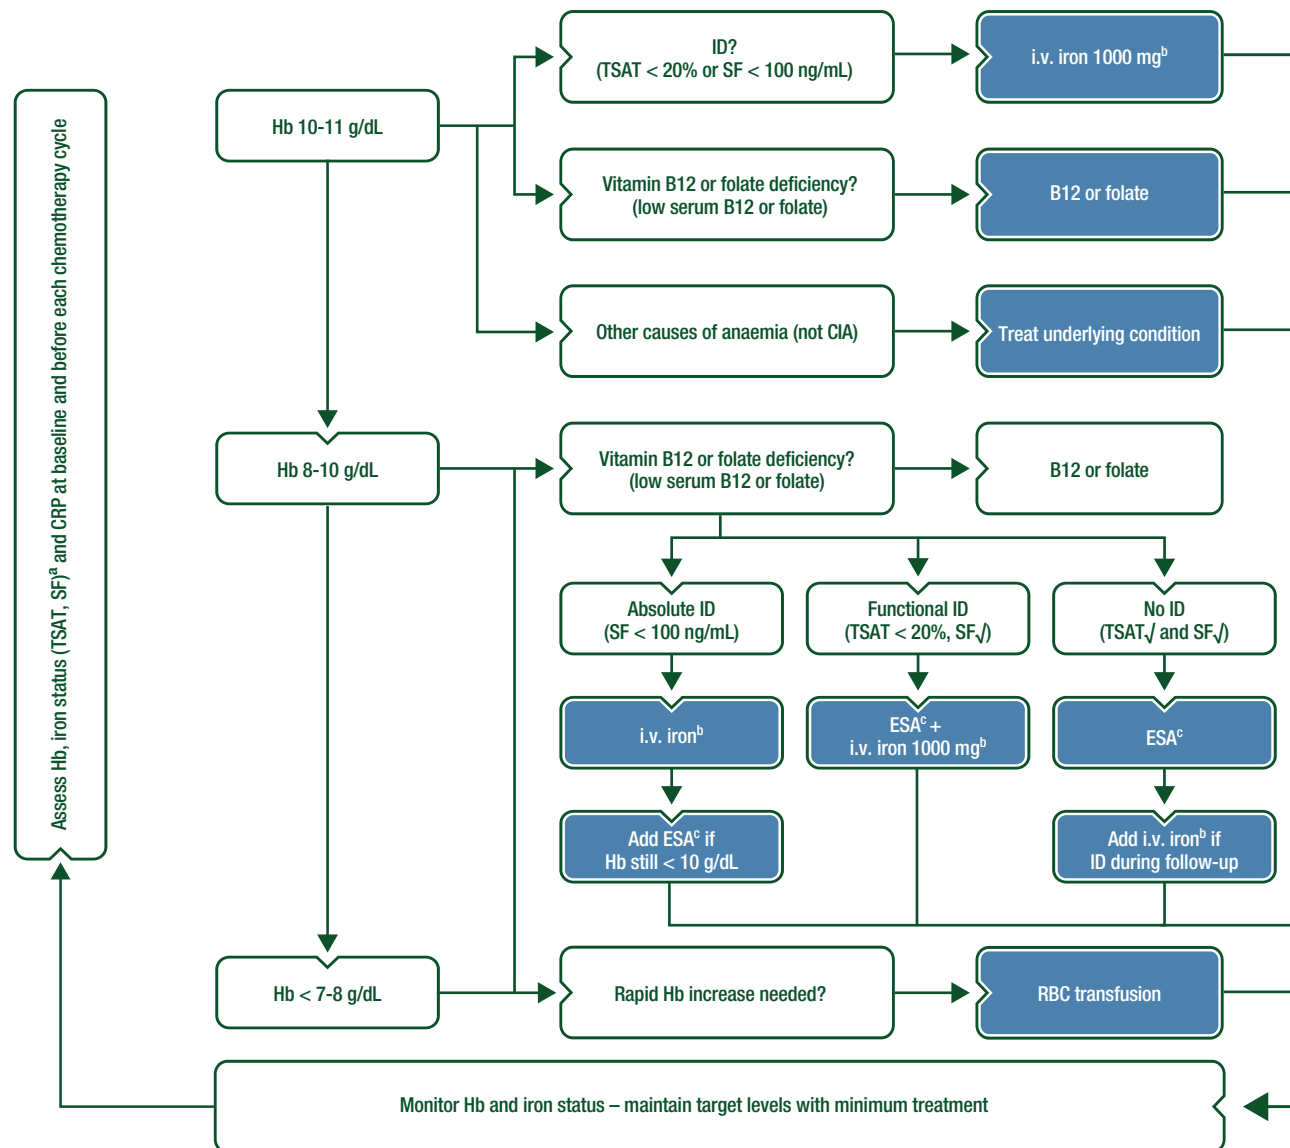 Assess Hb, iron status (TSAT, SF)ᵃ and CRP at baseline and before each chemotherapy cycle
Hb 10-11 g/dL
ID?
(TSAT < 20% or SF < 100 ng/mL)
i.v. iron 1000 mgᵇ
Vitamin B12 or folate deficiency?
(low serum B12 or folate)
B12 or folate
Other causes of anaemia (not CIA)
Treat underlying condition
Hb 8-10 g/dL
Vitamin B12 or folate deficiency?
(low serum B12 or folate)
B12 or folate
Absolute ID
(SF < 100 ng/mL)
Functional ID
(TSAT < 20%, SF√)
No ID
(TSAT√ and SF√)
i.v. ironᵇ
ESAᶜ +
i.v. iron 1000 mgᵇ
ESAᶜ
Add ESAᶜ if
Hb still < 10 g/dL
Add i.v. ironᵇ if
ID during follow-up
Hb < 7-8 g/dL
Rapid Hb increase needed?
RBC transfusion
Monitor Hb and iron status – maintain target levels with minimum treatment